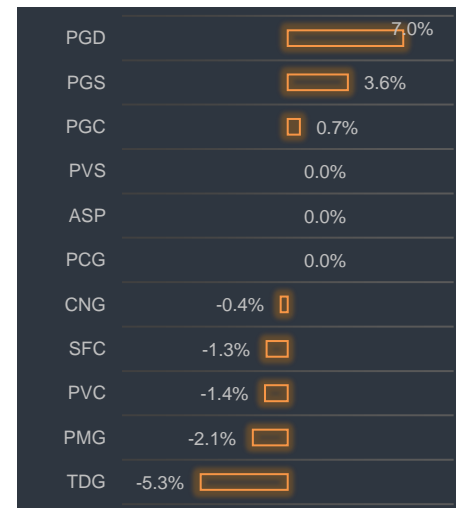 PGD 7.0%
PGS 3.6%
PGC 0.7%
PVS 0.0%
ASP 0.0%
PCG 0.0%
CNG -0.4%
SFC -1.3%
PVC -1.4%
PMG -2.1%
TDG -5.3%